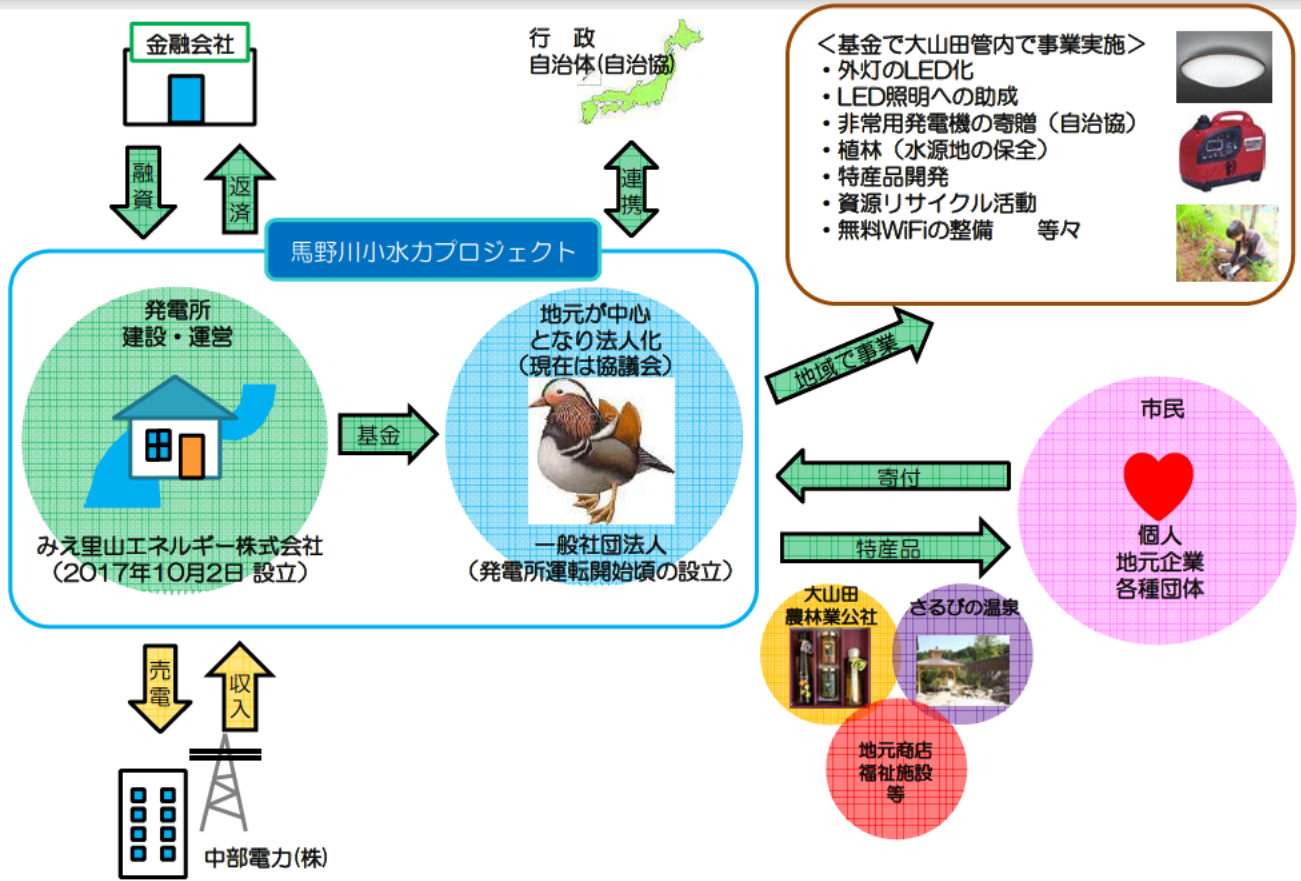 金融会社
行　政
自治体(自治協)
融資
返済
連携
＜基金で大山田管内で事業実施＞
・外灯のLED化
・LED照明への助成
・非常用発電機の寄贈（自治協）
・植林（水源地の保全）
・特産品開発
・資源リサイクル活動
・無料WiFiの整備　　等々
馬野川小水力プロジェクト
発電所
建設・運営
みえ里山エネルギー株式会社
（2017年10月2日 設立）
基金
地元が中心
となり法人化
（現在は協議会）
一般社団法人
（発電所運転開始頃の設立）
地域で事業
寄付
特産品
市民
個人
地元企業
各種団体
大山田
農林業公社
さるびの温泉
地元商店
福祉施設
等
売電
収入
中部電力(株)